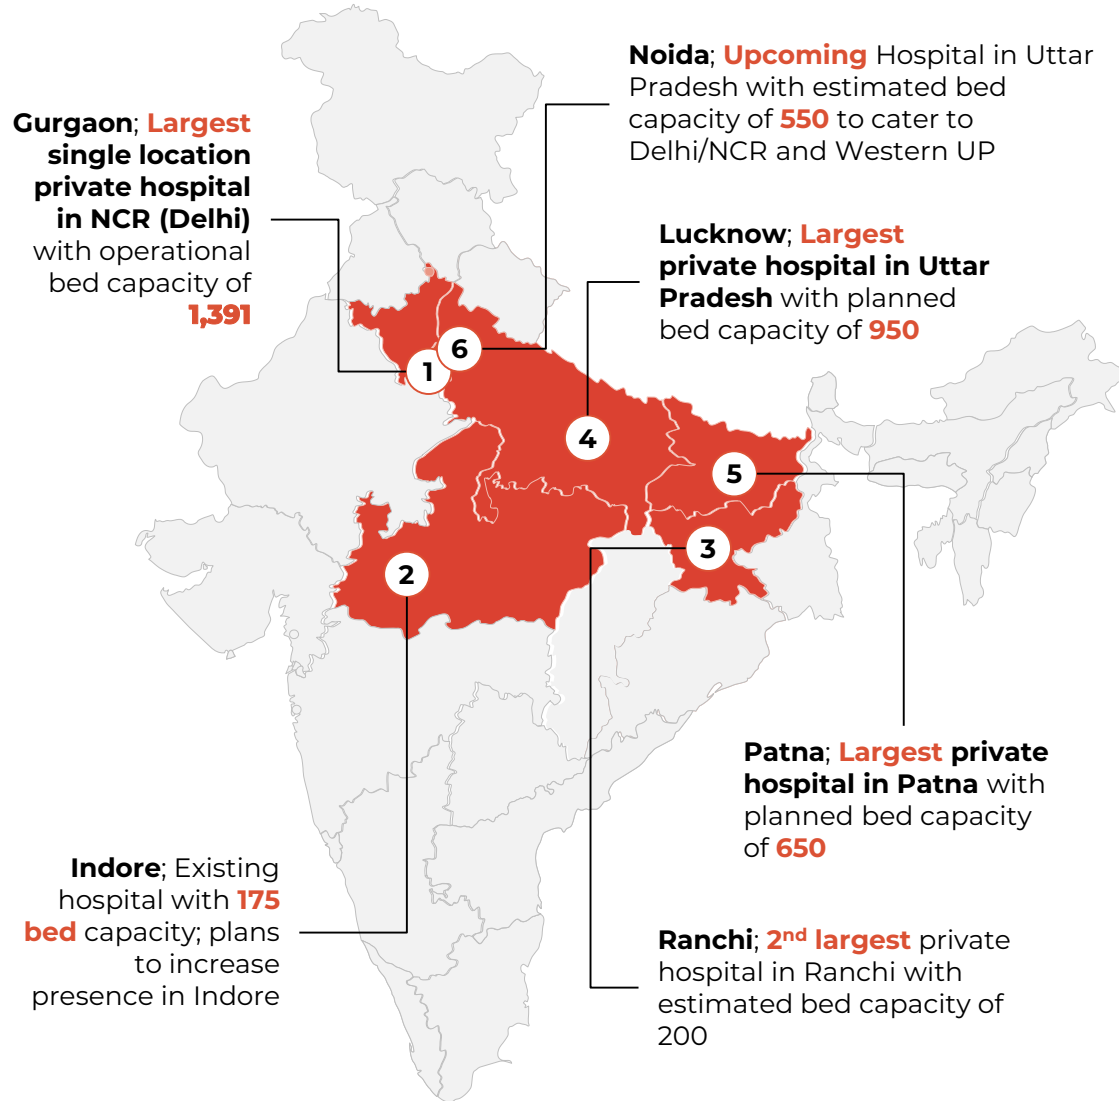 Noida; Upcoming Hospital in Uttar
Pradesh with estimated bed
capacity of 550 to cater to
Delhi/NCR and Western UP
Gurgaon; Largest
single location
private hospital
in NCR (Delhi)
with operational
bed capacity of
1,391
Lucknow; Largest
private hospital in Uttar
Pradesh with planned
bed capacity of 950
6
1
4
5
3
2
Patna; Largest private
hospital in Patna with
planned bed capacity
of 650
Indore; Existing
hospital with 175
bed capacity; plans
to increase
presence in Indore
Ranchi; 2nd largest private
hospital in Ranchi with
estimated bed capacity of
200